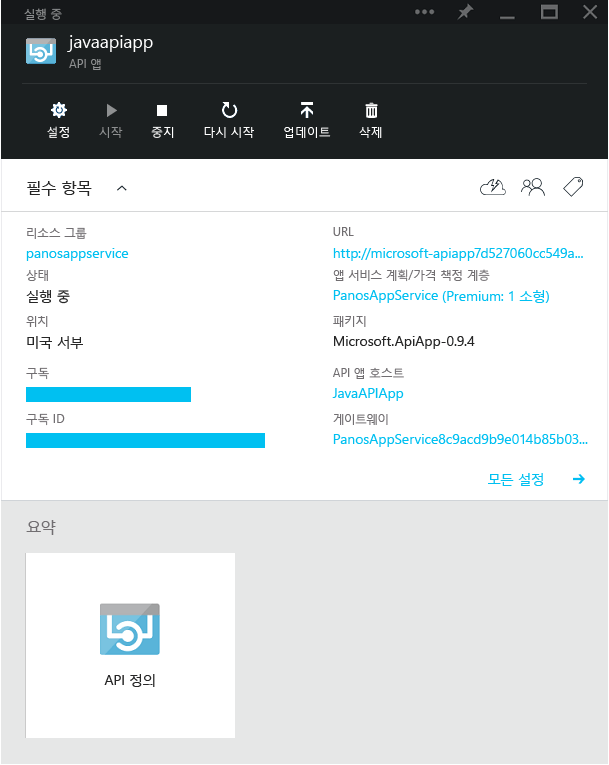 실행 중
javaapiapp
API 앱
설정 시작 중지 다시 시작 업데이트 삭제
필수 항목
리소스 그룹
panosappservice
상태
실행 중
위치
미국 서부
구독
구독 ID
URL
http://microsoft-apiapp7d527060cc549a...
앱 서비스 계획/가격 책정 계층
PanosAppService (Premium: 1 소형)
패키지
Microsoft.ApiApp-0.9.4
API 앱 호스트
JavaAPIApp
게이트웨이
PanosAppService8c9acd9b9e014b85b03...
모든 설정
요약
API 정의